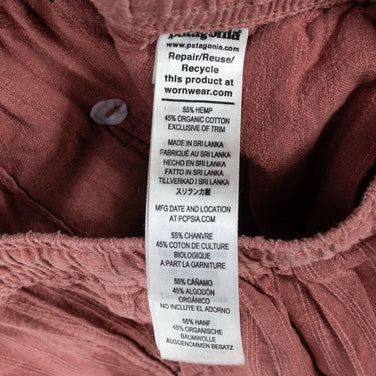 patagonia®
www.patagonia.com
Repair/Reuse/
Recycle
this product at
wornwear.com
55% HEMP
45% ORGANIC COTTON
EXCLUSIVE OF TRIM
MADE IN SRI LANKA
FABRIQUÉ AU SRI LANKA
HECHO EN SRI LANKA
FATTO IN SRI LANKA
TILLVERKAD I SRI LANKA
スリランカ製
MFG DATE AND LOCATION
AT PCPSIA.COM
55% CHANVRE
45% COTON DE CULTURE
BIOLOGIQUE
A PART LA GARNITURE
55% CÁÑAMO
45% ALGODÓN
ORGÁNICO
NO INCLUYE EL ADORNO
55% HANF
45% ORGANISCHE
BAUMWOLLE
AUSGENOMMEN BESATZ